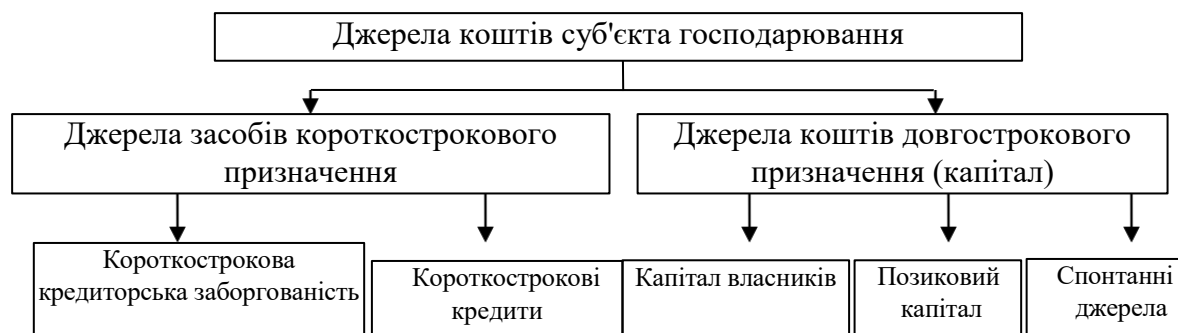 Джерела коштів суб'єкта господарювання
Джерела засобів короткострокового
призначення
Джерела коштів довгострокового
призначення (капітал)
Короткострокова
кредиторська заборгованість
Короткострокові
кредити
Капітал власників
Позиковий
капітал
Спонтанні
джерела